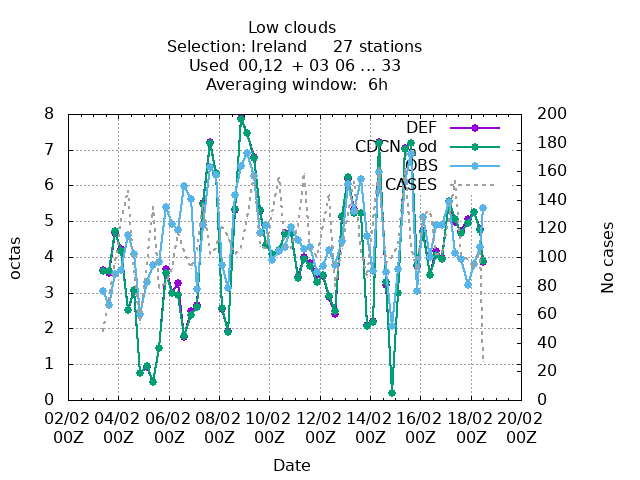 Low clouds
Selection: Ireland 27 stations
Used 00,12 + 03 06 ... 33
Averaging window: 6h
8
7
6
5
4
3
2
1
0
octas
200
180
160
140
120
100
80
60
40
20
0
No cases
DEF
OBS
CASES
02/02 04/02 06/02 08/02 10/02 12/02 14/02 16/02 18/02 20/02
00Z 00Z 00Z 00Z 00Z 00Z 00Z 00Z 00Z 00Z
Date